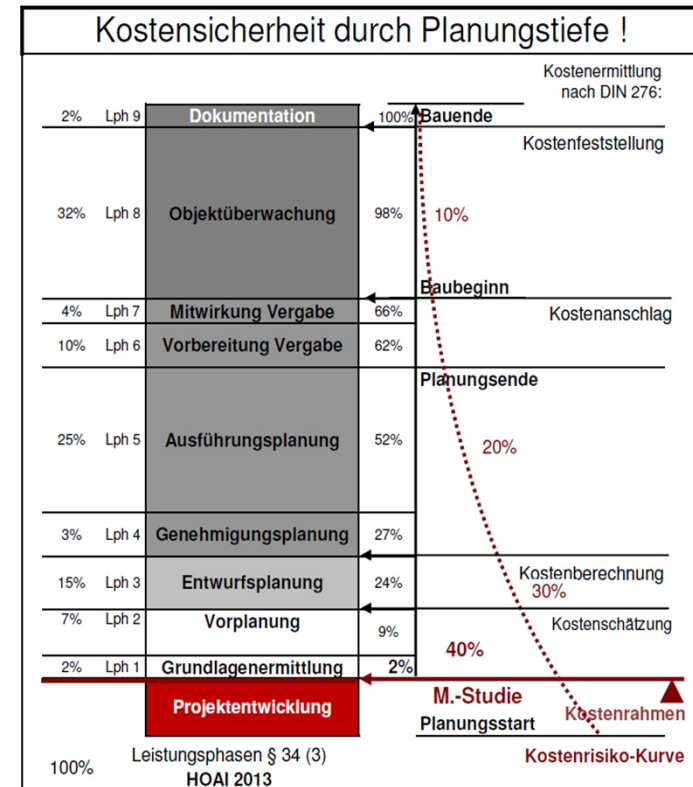 Kostensicherheit durch Planungstiefe !
Kostenermittlung
nach DIN 276:
2% Lph 9 Dokumentation 100% Bauende
Kostenfeststellung
32% Lph 8 Objektüberwachung 98% 10%
Baubeginn
4% Lph 7 Mitwirkung Vergabe 66% Kostenanschlag
10% Lph 6 Vorbereitung Vergabe 62%
Planungsende
25% Lph 5 Ausführungsplanung 52% 20%
3% Lph 4 Genehmigungsplanung 27%
Kostenberechnung
15% Lph 3 Entwurfsplanung 24% 30%
7% Lph 2 Vorplanung 9% Kostenschätzung
40%
2% Lph 1 Grundlagenermittlung 2%
M.-Studie
Projektentwicklung Kostenrahmen
Planungsstart
Leistungsphasen § 34 (3) Kostenrisiko-Kurve
100%
HOAI 2013